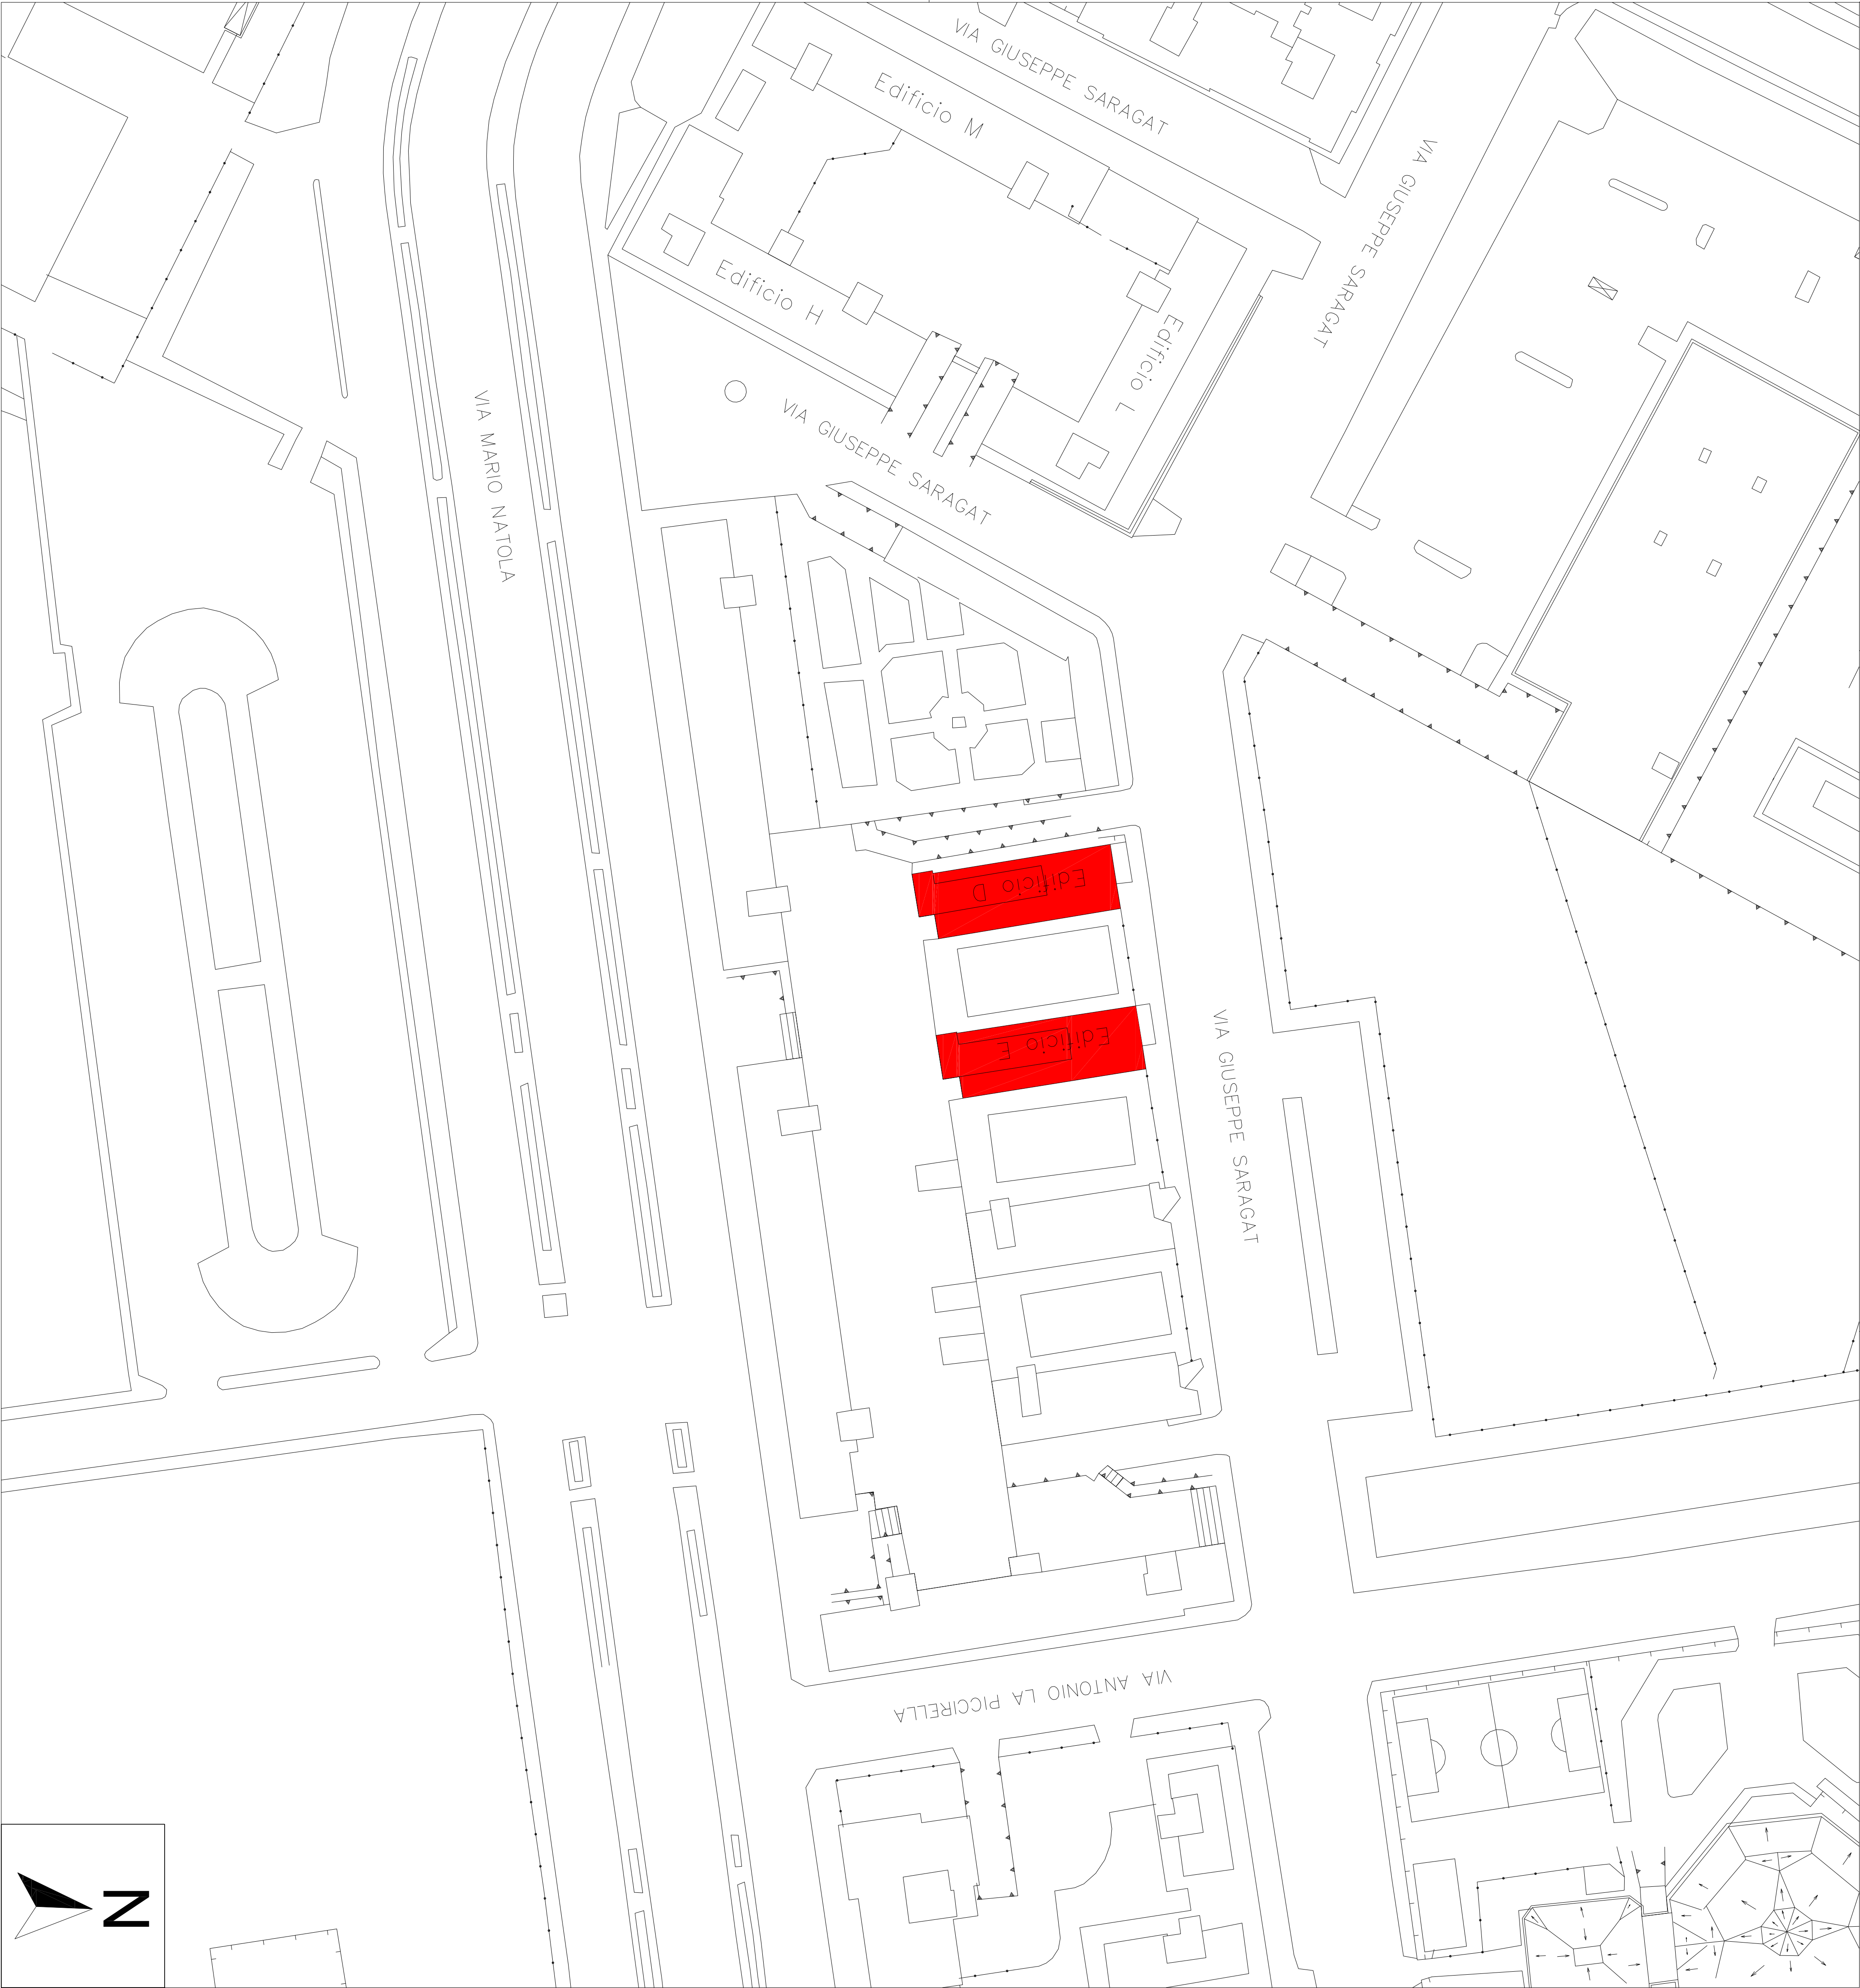 VIA GIUSEPPE SARAGAT
Edificio M
VIA GIUSEPPE SARAGAT
Edificio H
Edificio L
VIA MARIO NATOLA
VIA GIUSEPPE SARAGAT
Edificio D
Edificio E
VIA GIUSEPPE SARAGAT
VIA ANTONIO LA PICCIRELLA
N